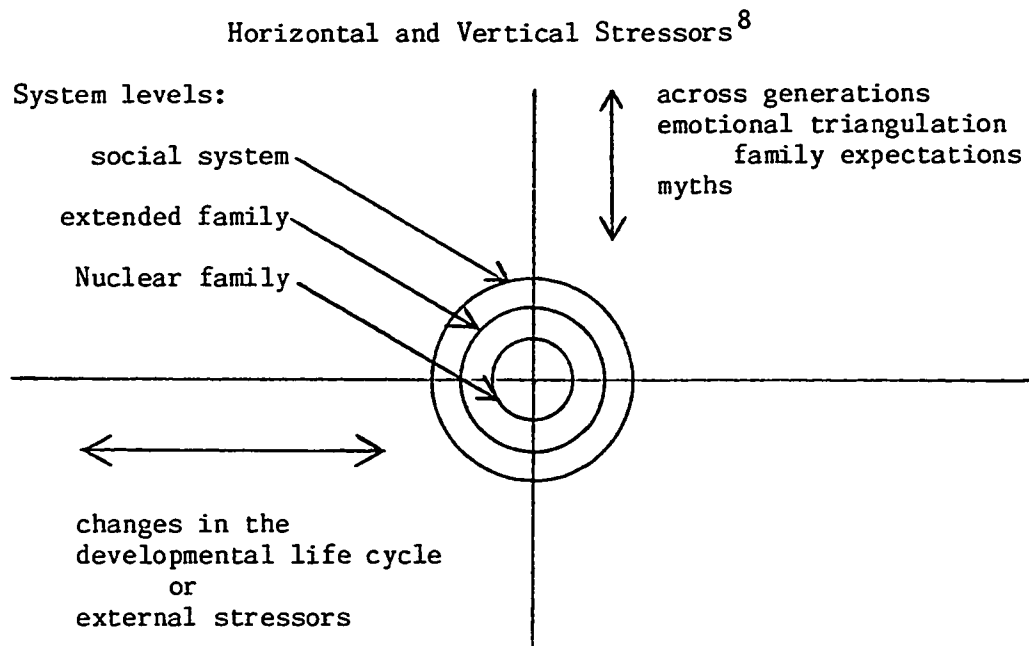 Horizontal and Vertical Stressors⁸
System levels:
social system
extended family
Nuclear family
across generations
emotional triangulation
family expectations
myths
changes in the
developmental life cycle
or
external stressors